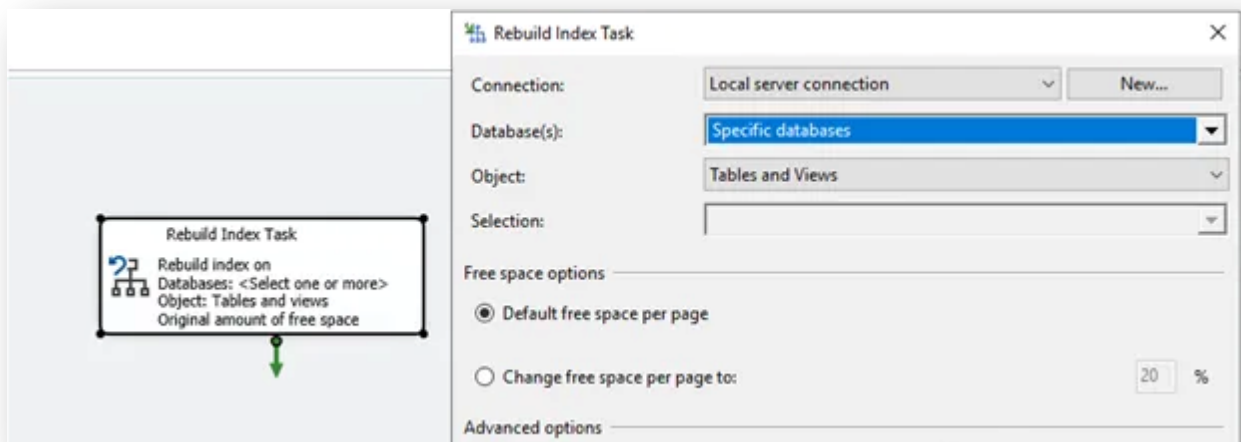 Rebuild Index Task
Connection: Local server connection New...
Database(s): Specific databases
Object: Tables and Views
Selection:
Rebuild Index Task
Rebuild index on
Databases: <Select one or more>
Object: Tables and views
Original amount of free space
Free space options
Default free space per page
Change free space per page to: 20 %
Advanced options